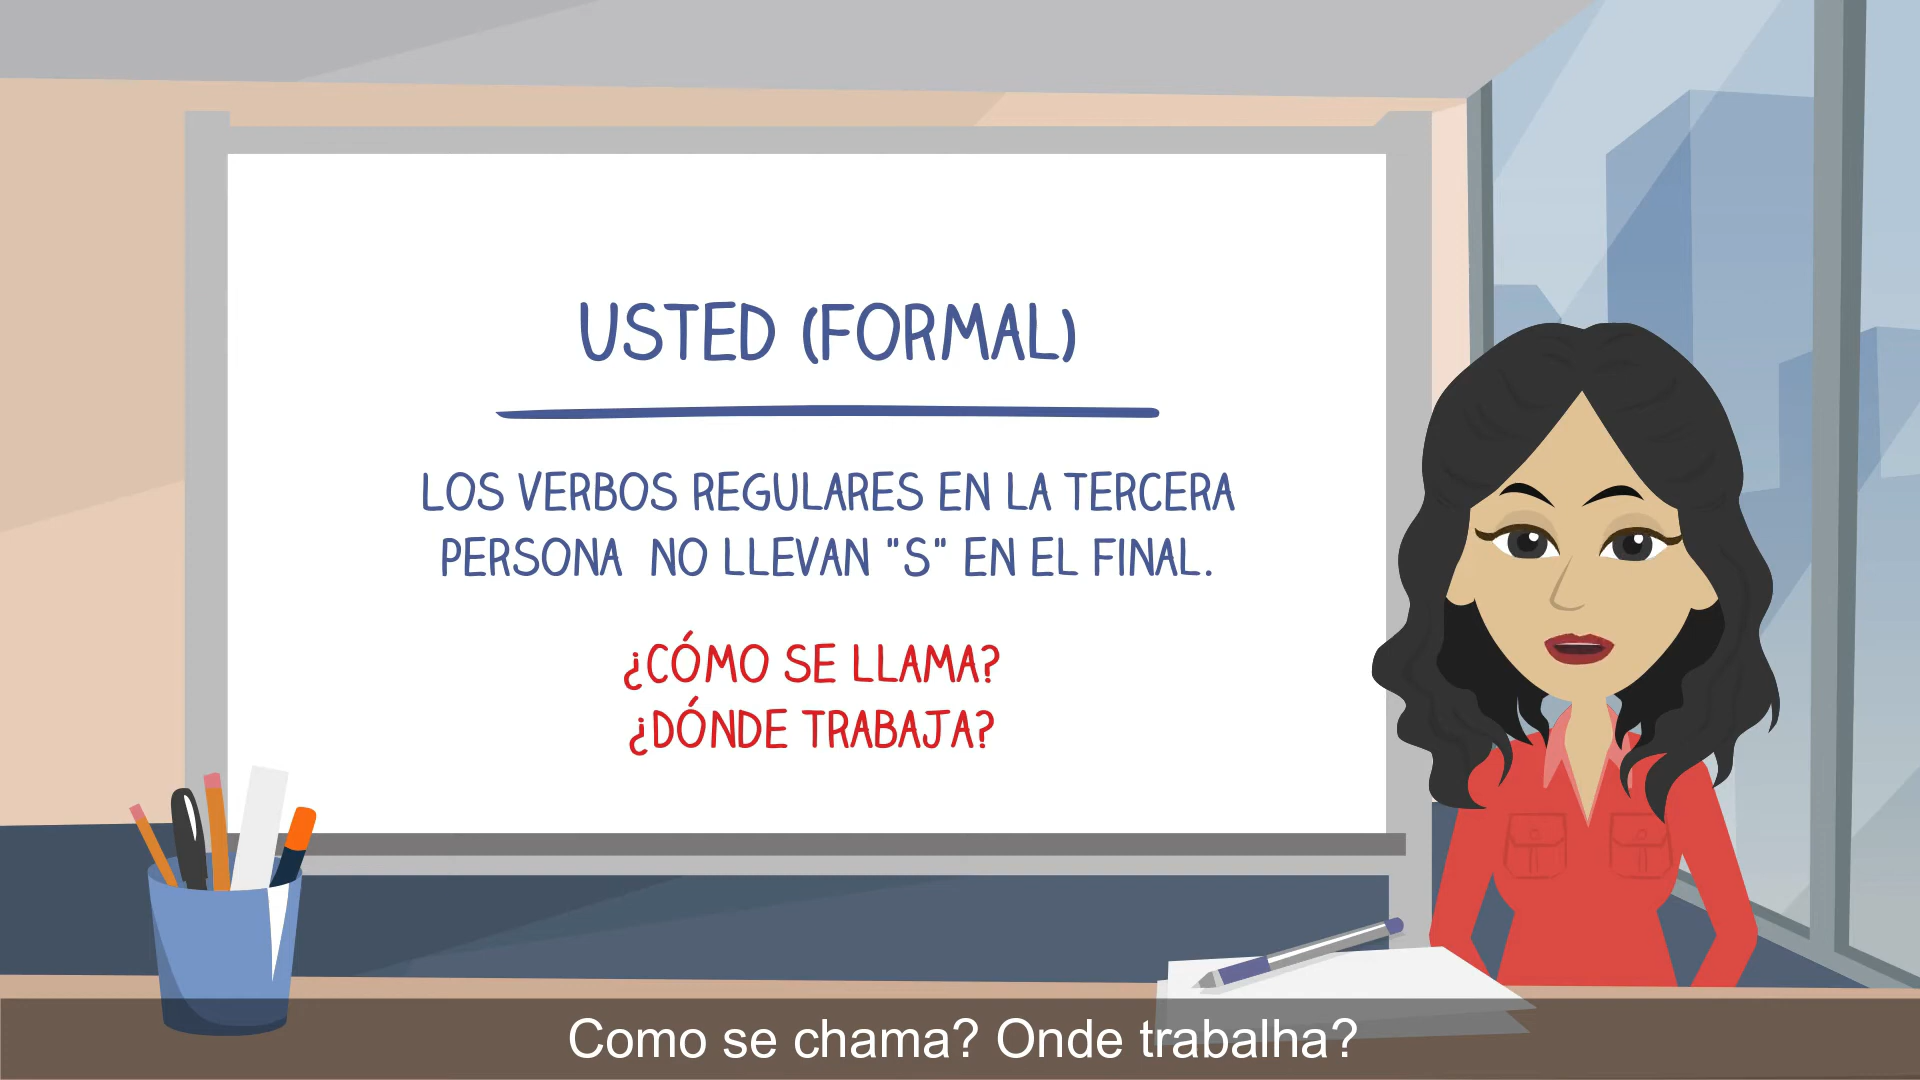 USTED (FORMAL)
LOS VERBOS REGULARES EN LA TERCERA
PERSONA NO LLEVAN "S" EN EL FINAL.
¿CÓMO SE LLAMA?
¿DÓNDE TRABAJA?
Como se chama? Onde trabalha?